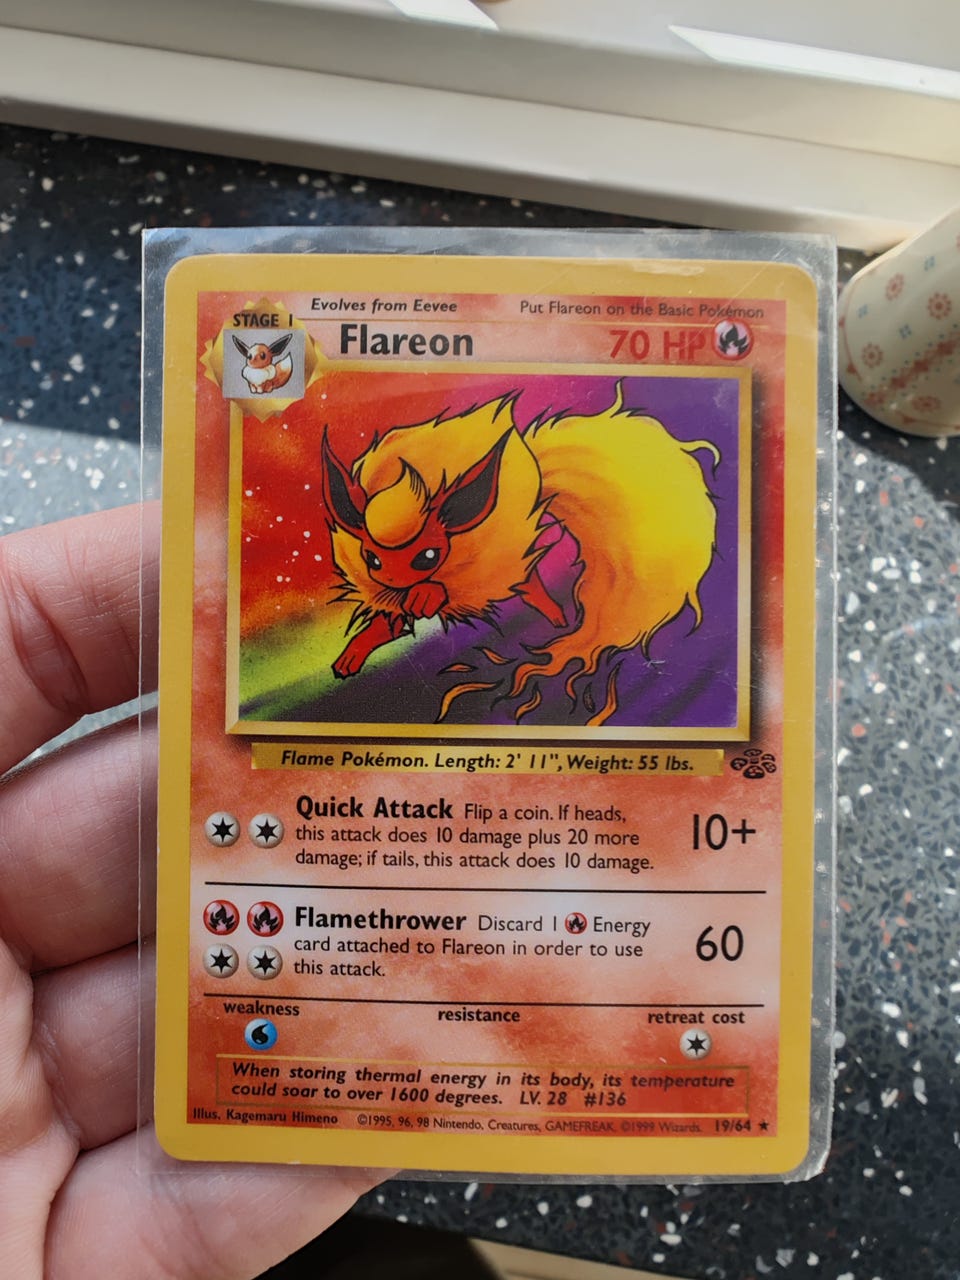 Evolves from Eevee
Put Flareon on the Basic Pokémon
STAGE 1
Flareon
70 HP
Flame Pokémon. Length: 2' 11", Weight: 55 lbs.
Quick Attack Flip a coin. If heads,
this attack does 10 damage plus 20 more
damage; if tails, this attack does 10 damage.
10+
Flamethrower Discard 1 Energy
card attached to Flareon in order to use
this attack.
60
weakness
resistance
retreat cost
When storing thermal energy in its body, its temperature
could soar to over 1600 degrees. LV. 28 #136
Illus. Kagemaru Himeno ©1995, 96, 98 Nintendo, Creatures, GAMEFREAK. ©1999 Wizards. 19/64 ★